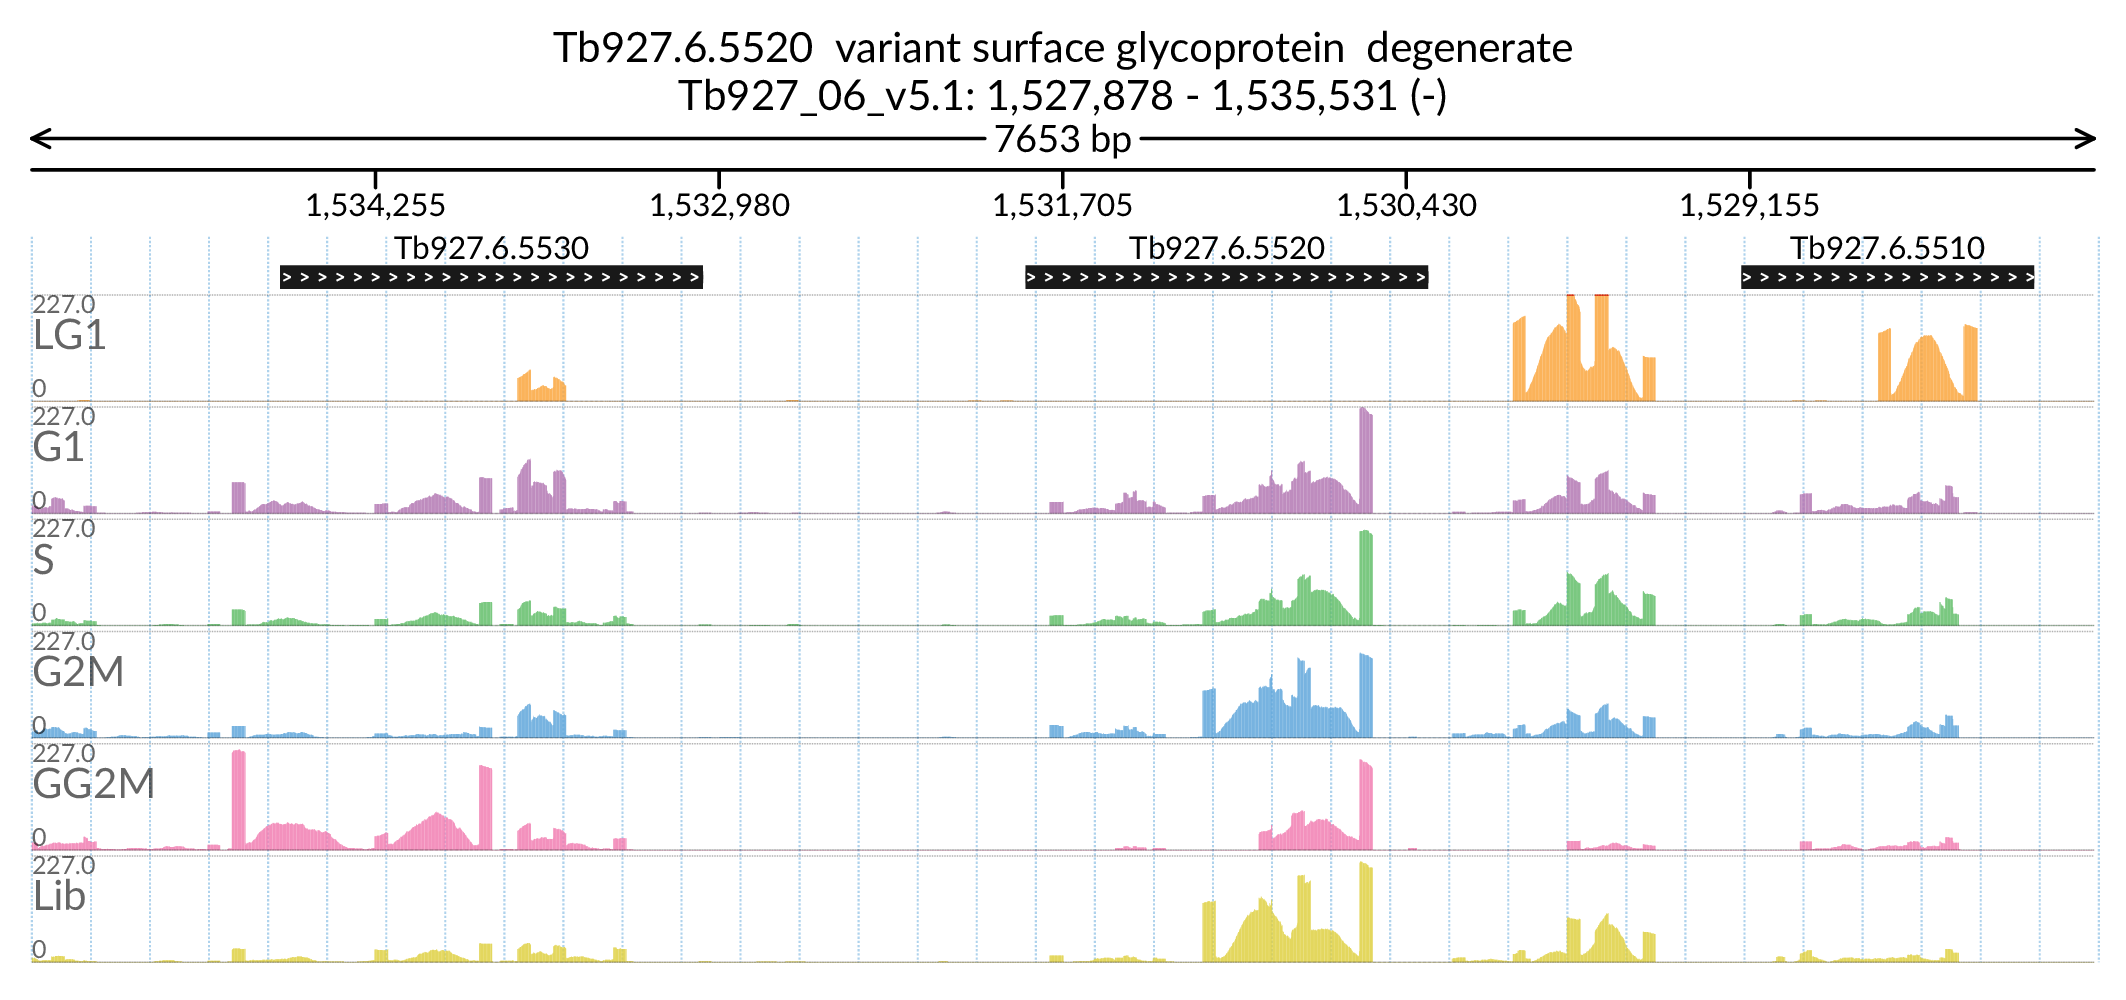 Tb927.6.5520 variant surface glycoprotein degenerate
Tb927_06_v5.1: 1,527,878 - 1,535,531 (-)
7653 bp
1,534,255 1,532,980 1,531,705 1,530,430 1,529,155
Tb927.6.5530 Tb927.6.5520 Tb927.6.5510
227.0
LG1
0
227.0
G1
0
227.0
S
0
227.0
G2M
0
227.0
GG2M
0
227.0
Lib
0